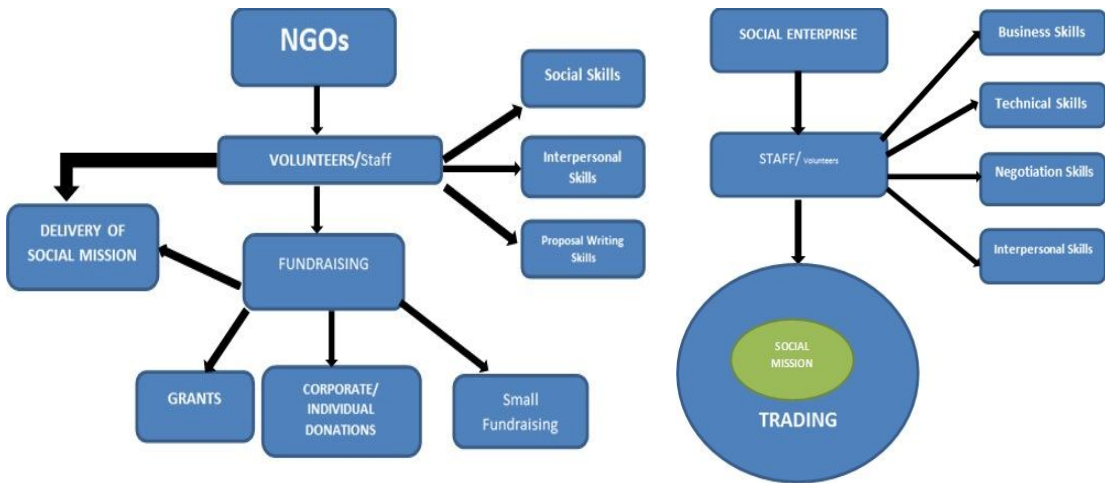 NGOs
Social Skills
VOLUNTEERS/Staff
Interpersonal
Skills
Proposal Writing
Skills
DELIVERY OF
SOCIAL MISSION
FUNDRAISING
GRANTS
CORPORATE/
INDIVIDUAL
DONATIONS
Small
Fundraising
SOCIAL ENTERPRISE
Business Skills
Technical Skills
STAFF/ Volunteers
Negotiation Skills
Interpersonal Skills
SOCIAL
MISSION
TRADING